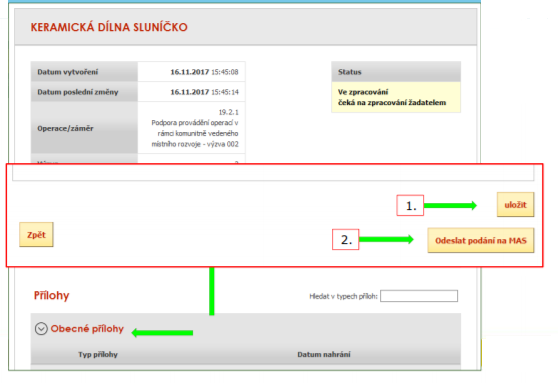 KERAMICKÁ DÍLNA SLUNÍČKO
Datum vytvoření 16.11.2017 15:45:08
Datum poslední změny 16.11.2017 15:45:14
Operace/záměr
19.2.1
Podpora provádění operací v
rámci komunitně vedeného
místního rozvoje - výzva 002
Status
Ve zpracování
čeká na zpracování žadatelem
1. uložit
Zpět
2. Odeslat podání na MAS
Přílohy
Hledat v typech příloh:
Obecné přílohy
Typ přílohy Datum nahrání